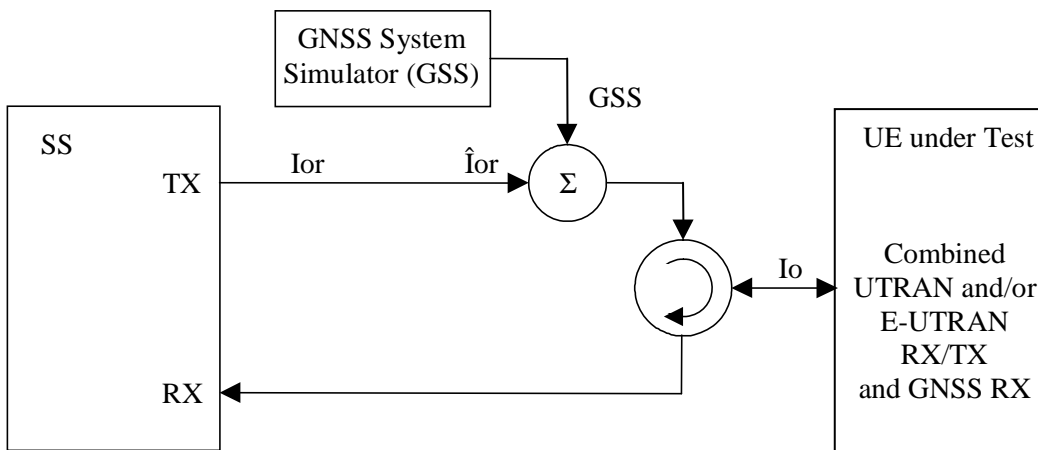 GNSS System
Simulator (GSS)
GSS
SS
UE under Test
TX
Ior
Îor
Σ
Combined
UTRAN and/or
E-UTRAN
RX/TX
and GNSS RX
Io
RX